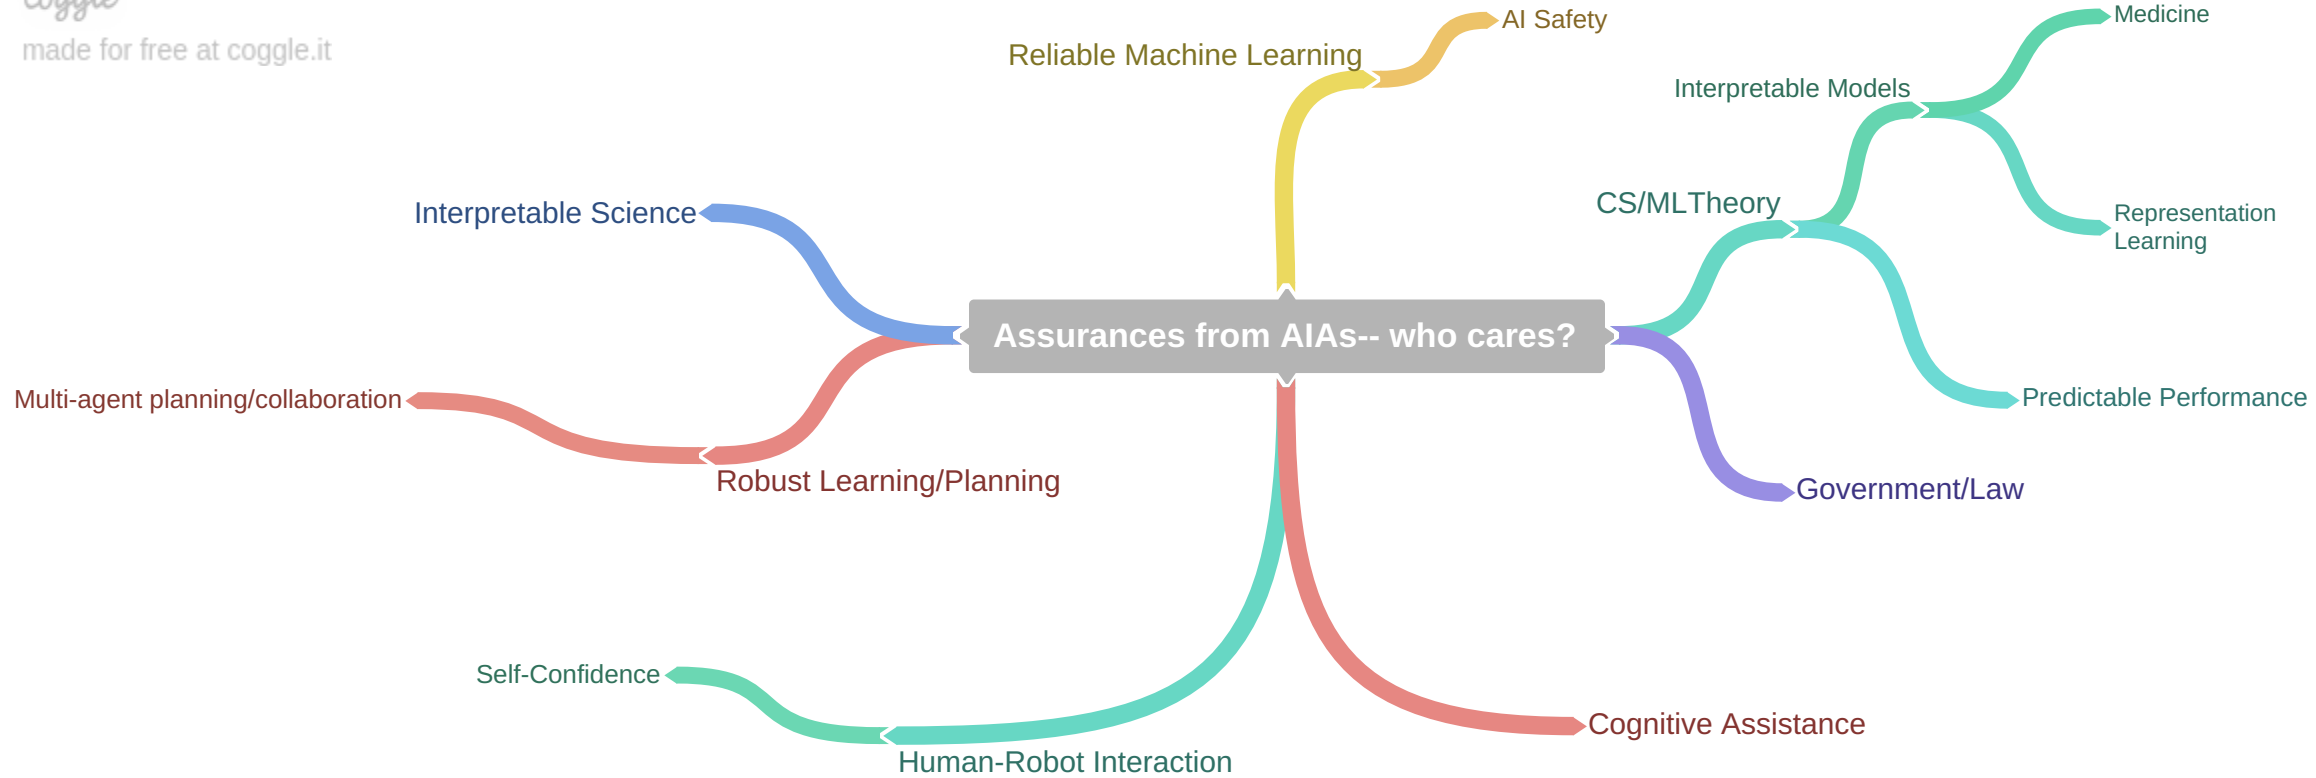 coggle
made for free at coggle.it
AI Safety
Medicine
Reliable Machine Learning
Interpretable Models
CS/MLTheory
Interpretable Science
Representation
Learning
Assurances from AIAs-- who cares?
Multi-agent planning/collaboration
Predictable Performance
Robust Learning/Planning
Government/Law
Self-Confidence
Cognitive Assistance
Human-Robot Interaction